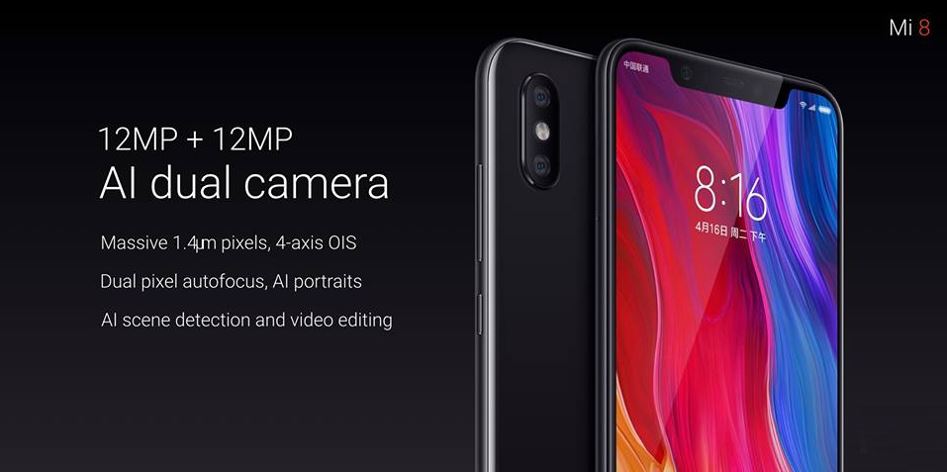 Mi 8
12MP + 12MP
AI dual camera
Massive 1.4μm pixels, 4-axis OIS
Dual pixel autofocus, AI portraits
AI scene detection and video editing
中国联通
8:16
4月16日 周二 下午